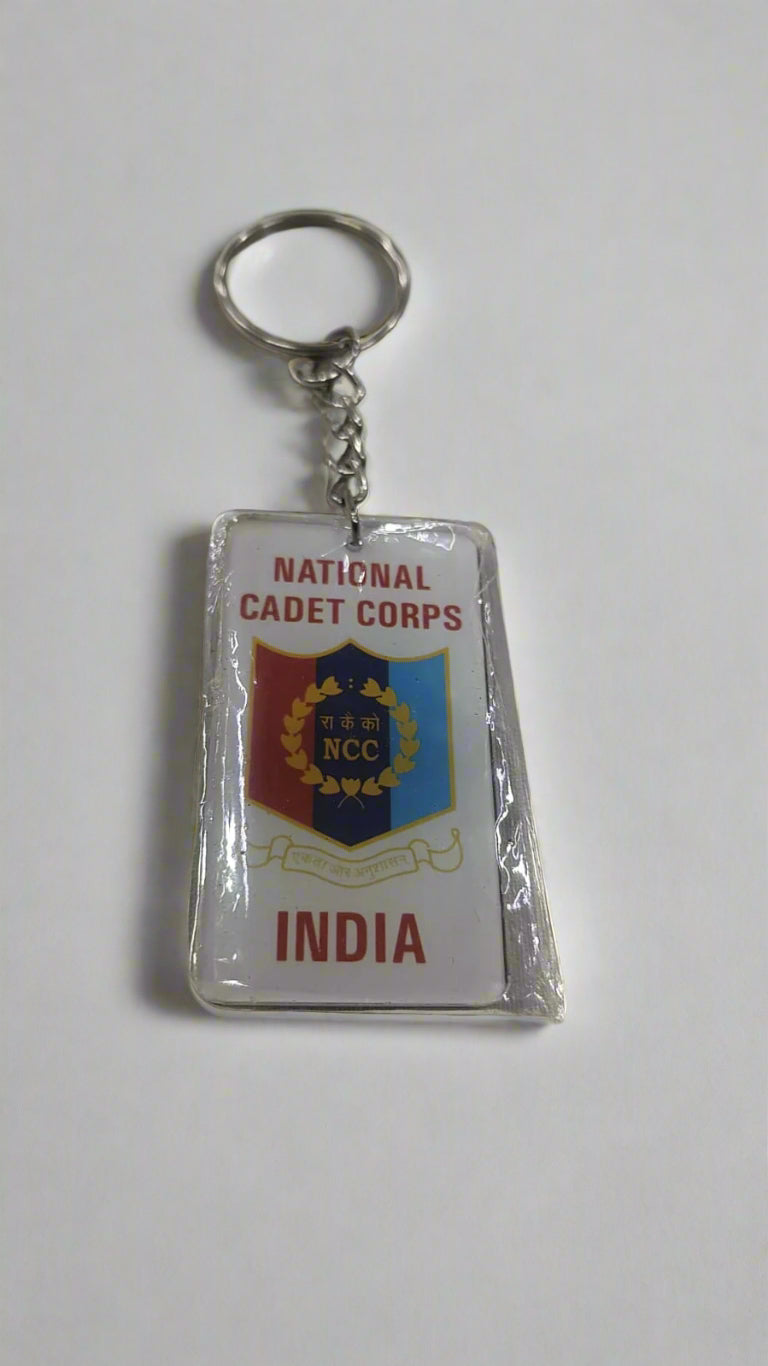 NATIONAL
CADET CORPS
रा कै को
NCC
एकता और अनुशासन
INDIA